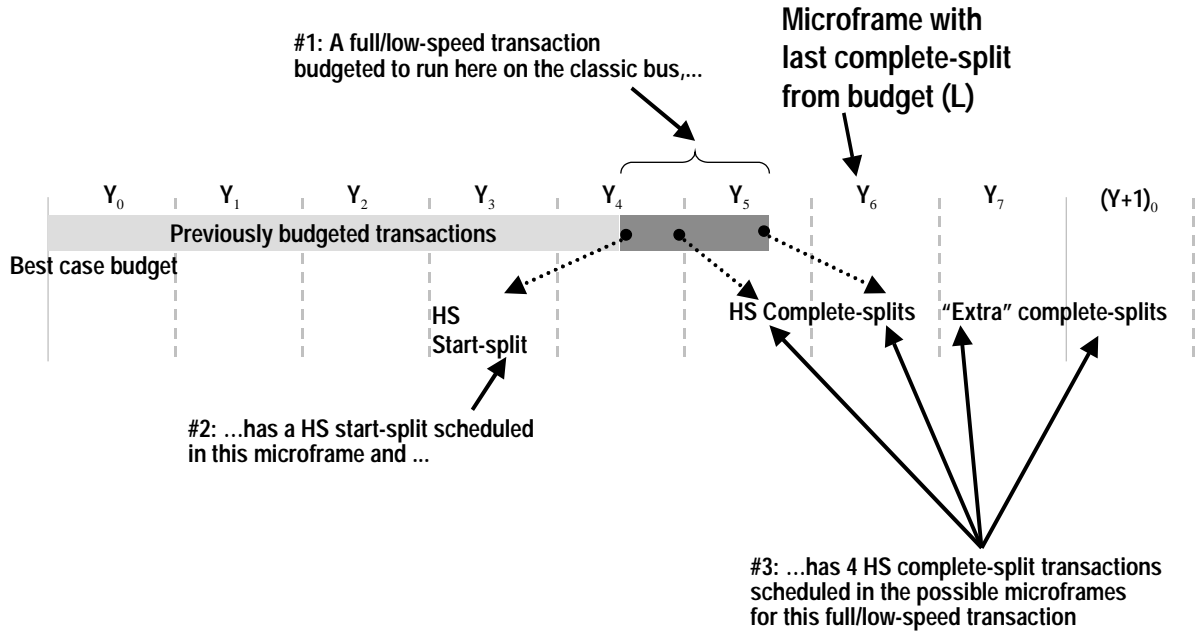 Microframe with
last complete-split
from budget (L)
#1: A full/low-speed transaction
budgeted to run here on the classic bus,...
Y0 Y1 Y2 Y3 Y4 Y5 Y6 Y7 (Y+1)0
Previously budgeted transactions
Best case budget
HS
Start-split
HS Complete-splits
“Extra” complete-splits
#2: ...has a HS start-split scheduled
in this microframe and ...
#3: ...has 4 HS complete-split transactions
scheduled in the possible microframes
for this full/low-speed transaction